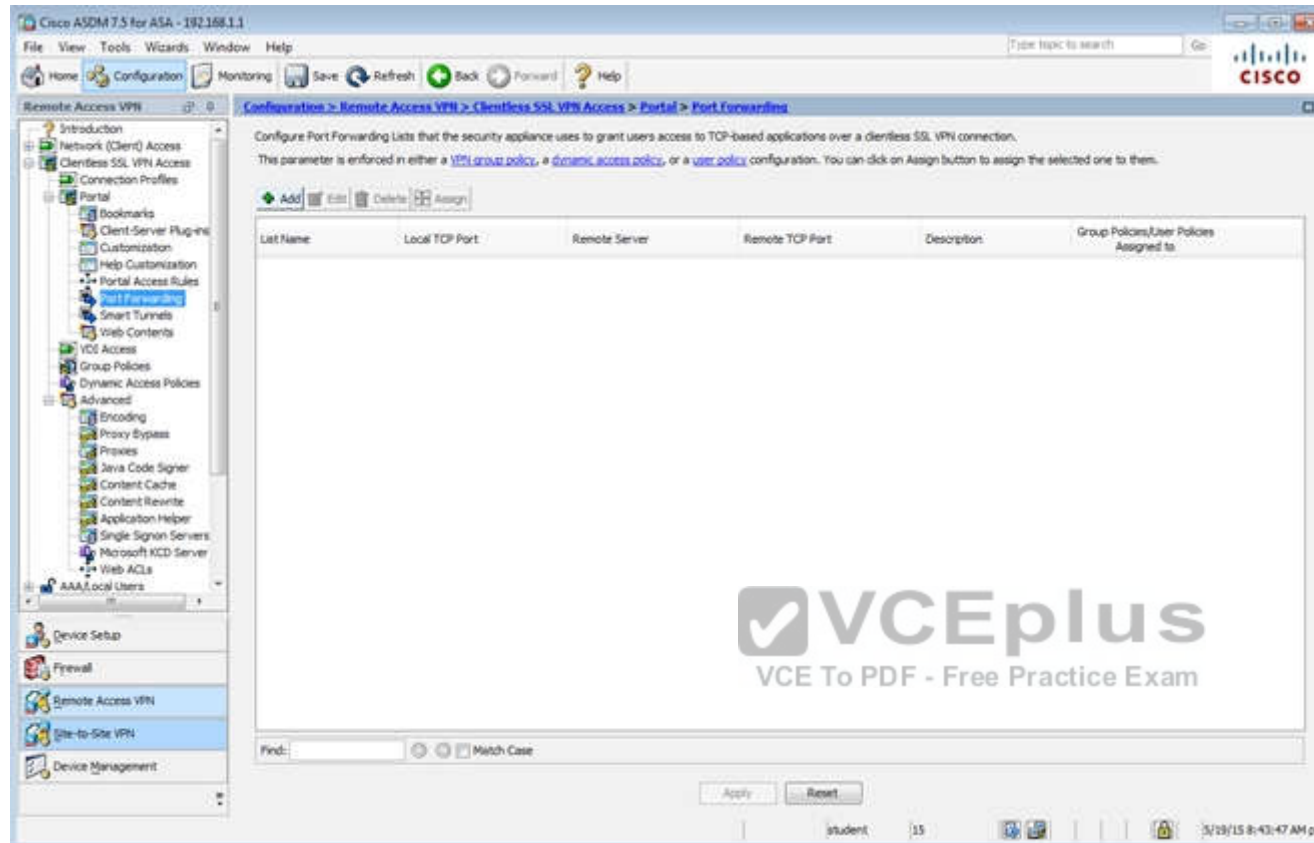 Cisco ASDM 7.5 for ASA - 192.168.1.1
File View Tools Wizards Window Help
Type topic to search Go
Home Configuration Monitoring Save Refresh Back Forward Help
CISCO
Remote Access VPN
Configuration > Remote Access VPN > Clientless SSL VPN Access > Portal > Port Forwarding
Introduction
Network (Client) Access
Clientless SSL VPN Access
Connection Profiles
Portal
Bookmarks
Client-Server Plug-ins
Customization
Help Customization
Portal Access Rules
Port Forwarding
Smart Tunnels
Web Contents
VDI Access
Group Policies
Dynamic Access Policies
Advanced
Encoding
Proxy Bypass
Proxies
Java Code Signer
Content Cache
Content Rewrite
Application Helper
Single Signon Servers
Microsoft KCD Server
Web ACLs
AAA/Local Users
Device Setup
Firewall
Remote Access VPN
Site-to-Site VPN
Device Management
Configure Port Forwarding Lists that the security appliance uses to grant users access to TCP-based applications over a clientless SSL VPN connection.
This parameter is enforced in either a VPN group policy, a dynamic access policy, or a user policy configuration. You can click on Assign button to assign the selected one to them.
Add Edit Delete Assign
List Name Local TCP Port Remote Server Remote TCP Port Description Group Policies/User Policies
Assigned to
VCEplus
VCE To PDF - Free Practice Exam
Find: Match Case
Apply Reset
student 15 5/19/15 8:43:47 AM p